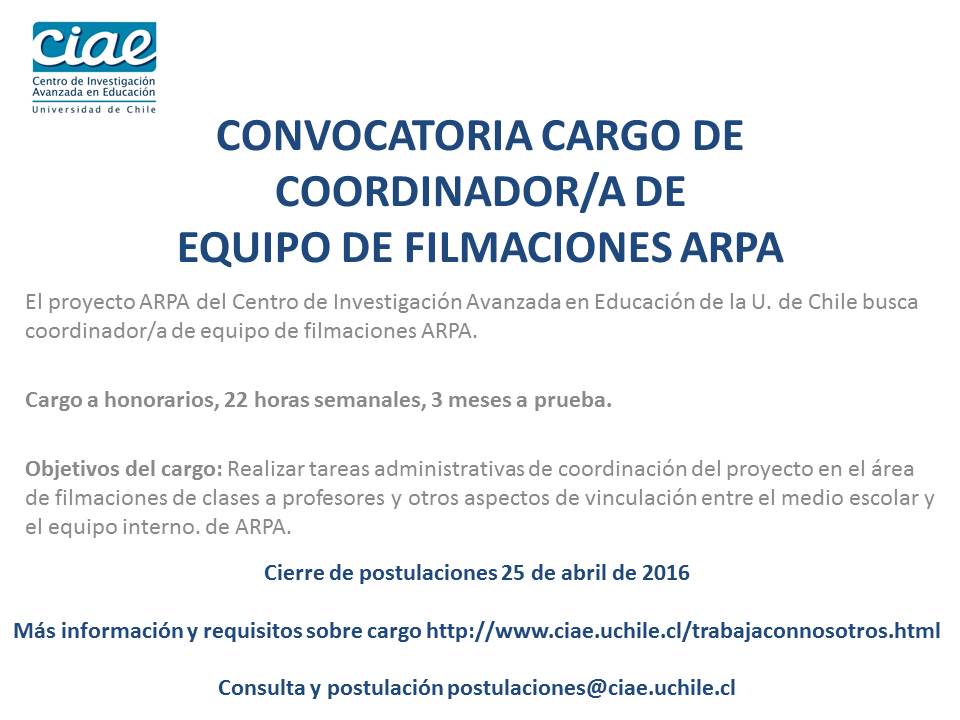 ciae
Centro de Investigación
Avanzada en Educación
Universidad de Chile
CONVOCATORIA CARGO DE
COORDINADOR/A DE
EQUIPO DE FILMACIONES ARPA
El proyecto ARPA del Centro de Investigación Avanzada en Educación de la U. de Chile busca
coordinador/a de equipo de filmaciones ARPA.
Cargo a honorarios, 22 horas semanales, 3 meses a prueba.
Objetivos del cargo: Realizar tareas administrativas de coordinación del proyecto en el área
de filmaciones de clases a profesores y otros aspectos de vinculación entre el medio escolar y
el equipo interno. de ARPA.
Cierre de postulaciones 25 de abril de 2016
Más información y requisitos sobre cargo http://www.ciae.uchile.cl/trabajaconnosotros.html
Consulta y postulación postulaciones@ciae.uchile.cl